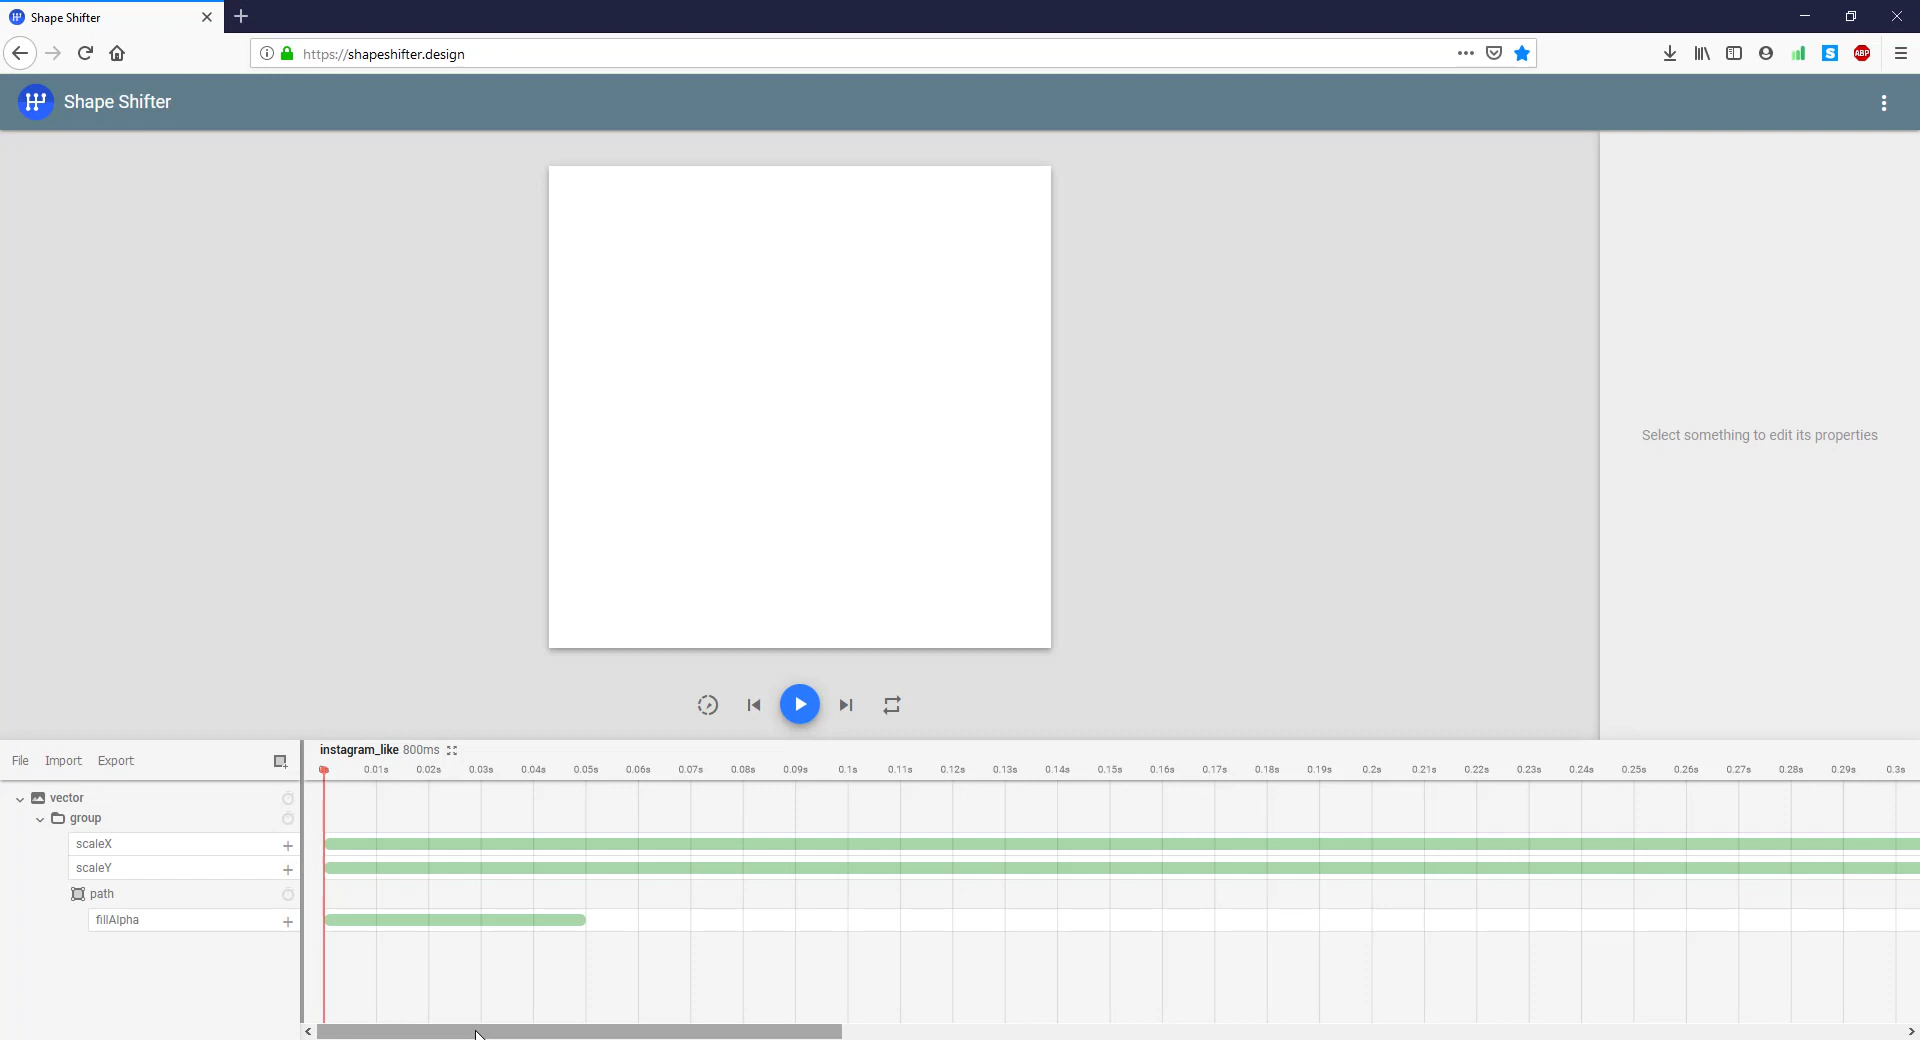 Shape Shifter
https://shapeshifter.design
S
ABP
Shape Shifter
Select something to edit its properties
File Import Export
instagram_like 800ms
0s 0.01s 0.02s 0.03s 0.04s 0.05s 0.06s 0.07s 0.08s 0.09s 0.1s 0.11s 0.12s 0.13s 0.14s 0.15s 0.16s 0.17s 0.18s 0.19s 0.2s 0.21s 0.22s 0.23s 0.24s 0.25s 0.26s 0.27s 0.28s 0.29s 0.3s
vector
group
scaleX
scaleY
path
fillAlpha